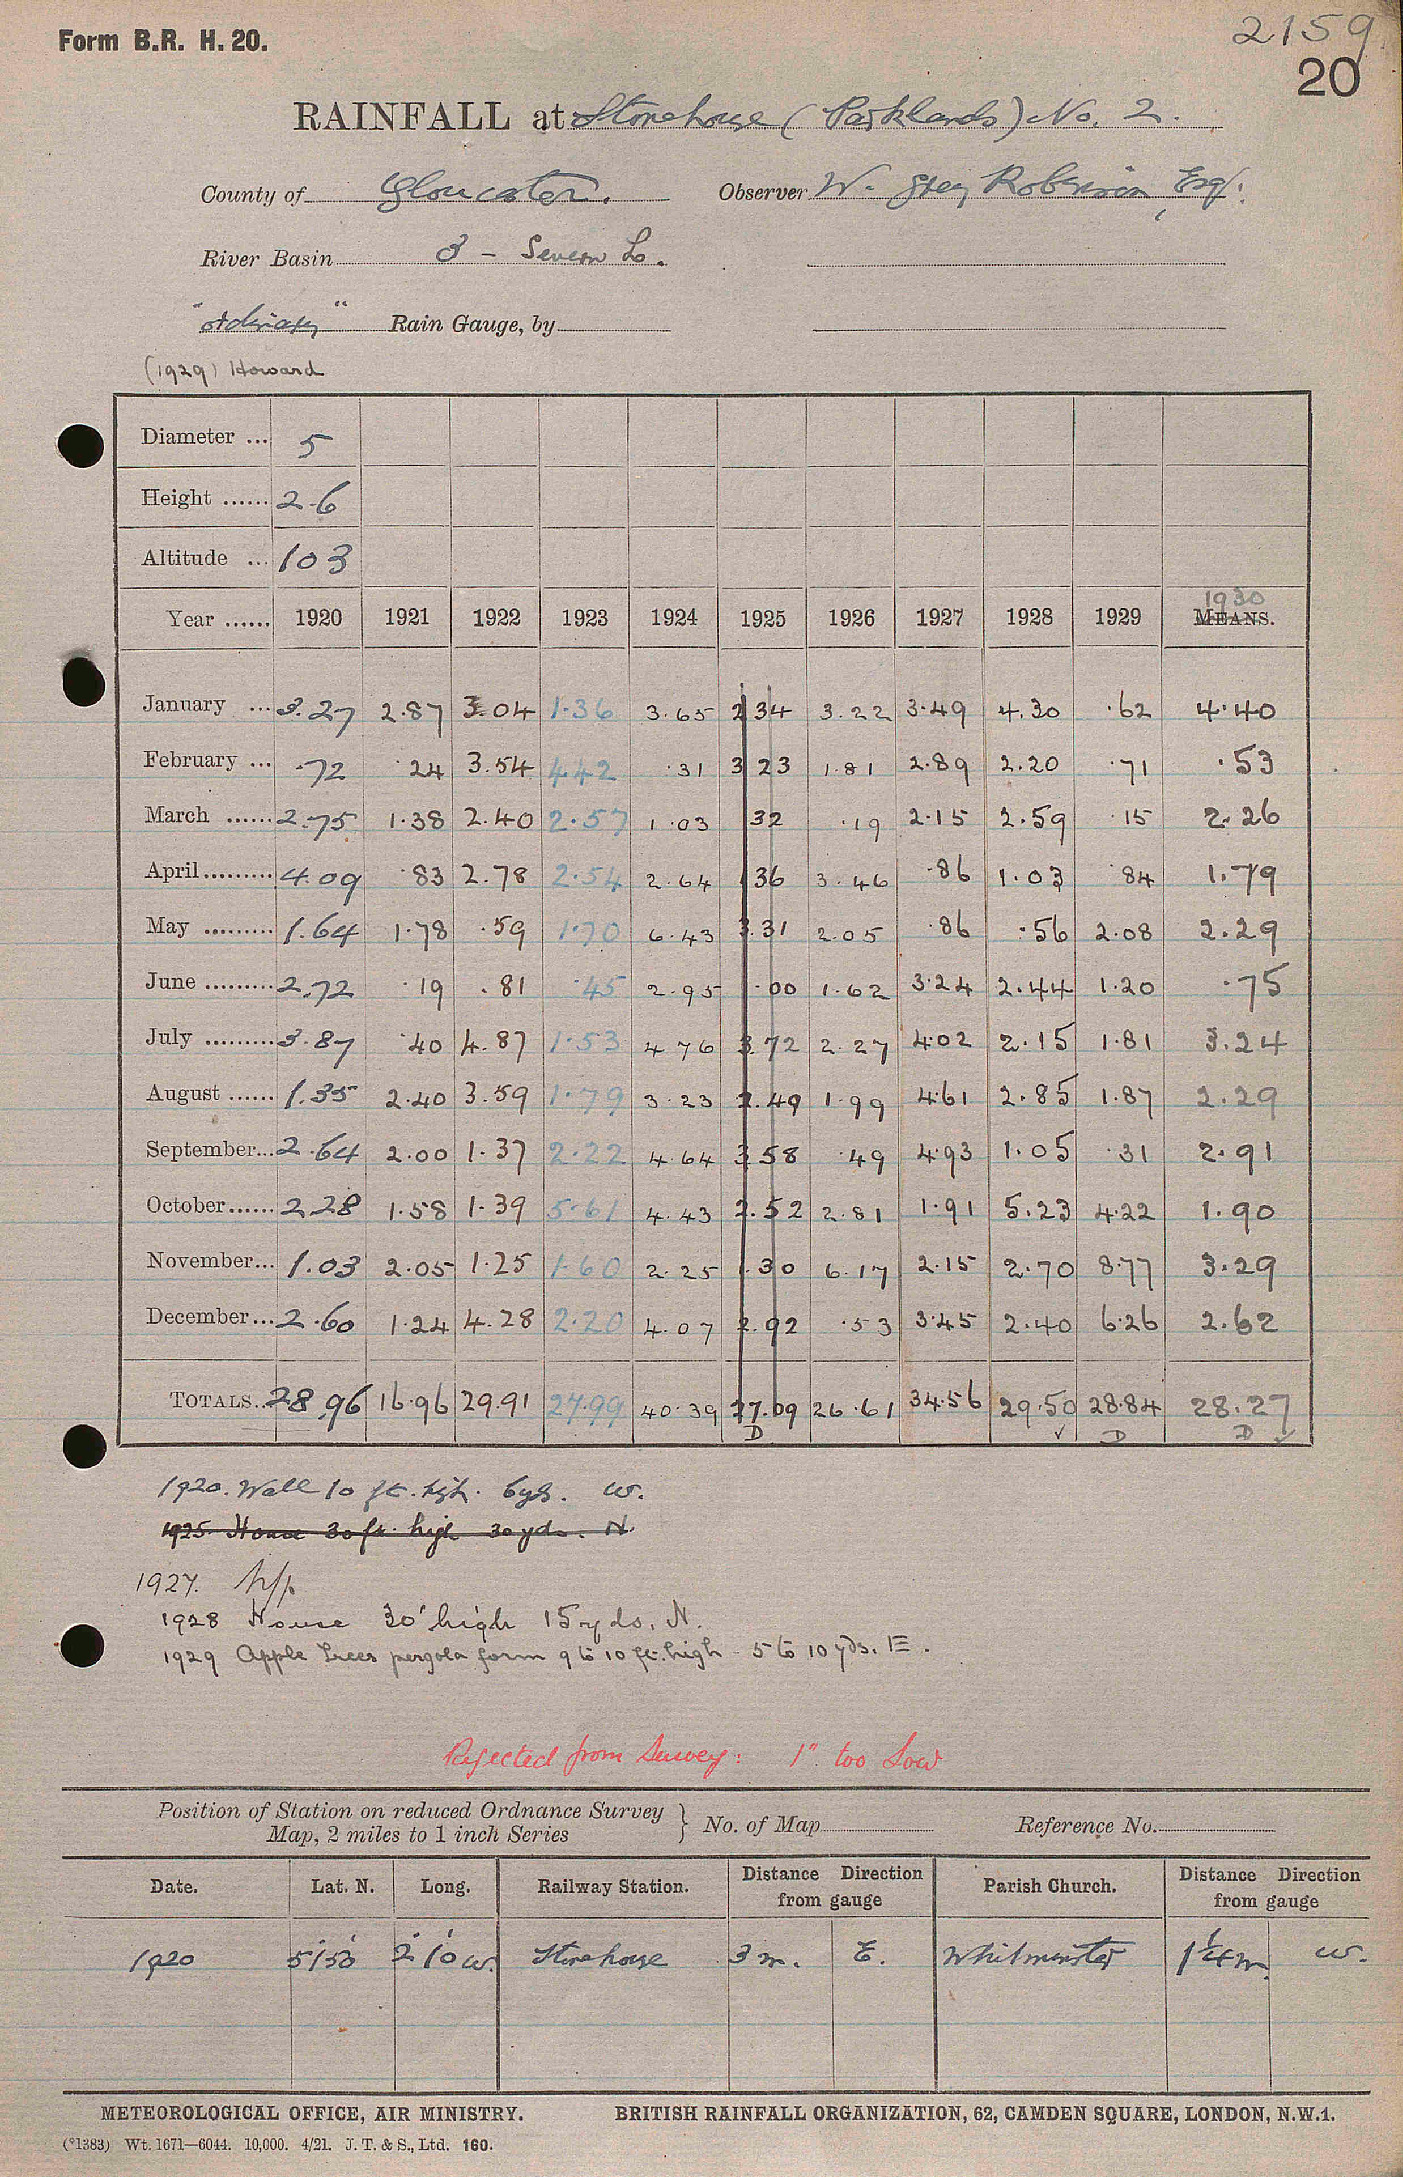 Form B.R. H. 20.
2159
20
RAINFALL at Stonehouse (Parklands) No. 2.
County of Gloucester. Observer W. Grey Robinson, Esq.
River Basin 3 - Severn L.
"ordinary" Rain Gauge, by
(1929) Howard
Diameter ... 5
Height ...... 2.6
Altitude ... 103
Year ...... 1920 1921 1922 1923 1924 1925 1926 1927 1928 1929 1930 MEANS.
January ... 3.27 2.87 3.04 1.36 3.65 2.34 3.22 3.49 4.30 .62 4.40
February ... .72 .24 3.54 4.42 .31 3.23 1.81 2.89 2.20 .71 .53
March ...... 2.75 1.38 2.40 2.57 1.03 .32 .19 2.15 2.59 .15 2.26
April ......... 4.09 .83 2.78 2.54 2.64 1.36 3.46 .86 1.03 .84 1.79
May ......... 1.64 1.78 .59 1.70 6.43 3.31 2.05 .86 .56 2.08 2.29
June ......... 2.72 .19 .81 .45 2.95 .00 1.62 3.24 2.44 1.20 .75
July ......... 3.87 .40 4.87 1.53 4.76 3.72 2.27 4.02 2.15 1.81 3.24
August ...... 1.35 2.40 3.59 1.79 3.23 2.49 1.99 4.61 2.85 1.87 2.29
September... 2.64 2.00 1.37 2.22 4.64 3.58 .49 4.93 1.05 .31 2.91
October...... 2.28 1.58 1.39 5.61 4.43 2.52 2.81 1.91 5.23 4.22 1.90
November... 1.03 2.05 1.25 1.60 2.25 1.30 6.17 2.15 2.70 8.77 3.29
December... 2.60 1.24 4.28 2.20 4.07 2.92 .53 3.45 2.40 6.26 2.62
TOTALS.. 28.96 16.96 29.91 27.99 40.39 27.09 26.61 34.56 29.50 28.84 28.27
D ✓ D D ✓
1920. Wall 10 ft. high. 6 yds. W.
1925 House 30 ft. high 30 yds. N.
1927.
1928 House 30' high 15 yds. N.
1929 Apple Trees pergola form 9 to 10 ft. high 5 to 10 yds. E.
Rejected from Survey: 1" too Low
Position of Station on reduced Ordnance Survey Map, 2 miles to 1 inch Series } No. of Map Reference No.
Date. Lat. N. Long. Railway Station. Distance Direction from gauge Parish Church. Distance Direction from gauge
1920 51°53' 2°10' W. Stonehouse 3 m. E. Whitminster 1¼ m. W.
METEOROLOGICAL OFFICE, AIR MINISTRY. BRITISH RAINFALL ORGANIZATION, 62, CAMDEN SQUARE, LONDON, N.W.1.
(*1383) Wt. 1671—6044. 10,000. 4/21. J. T. & S., Ltd. 160.